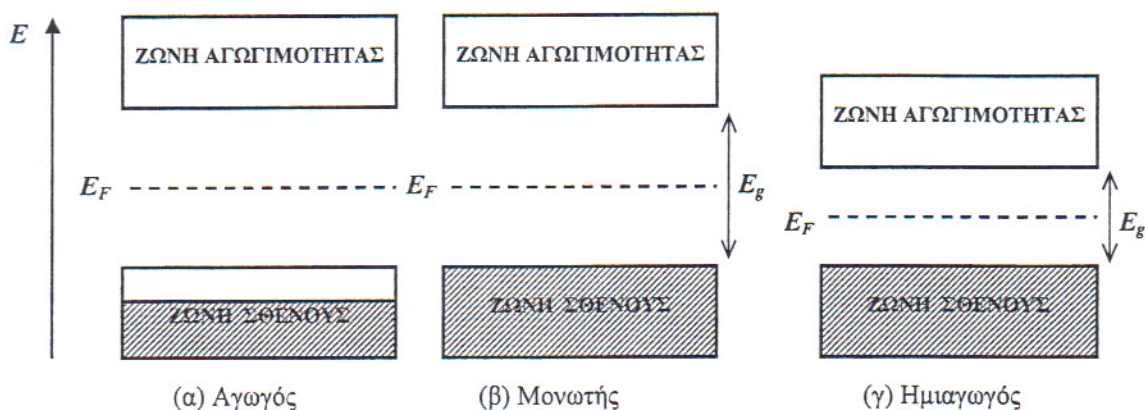 E
ΖΩΝΗ ΑΓΩΓΙΜΟΤΗΤΑΣ
ΖΩΝΗ ΑΓΩΓΙΜΟΤΗΤΑΣ
ΖΩΝΗ ΑΓΩΓΙΜΟΤΗΤΑΣ
E_F
E_F
E_g
E_F
E_g
ΖΩΝΗ ΣΘΕΝΟΥΣ
ΖΩΝΗ ΣΘΕΝΟΥΣ
ΖΩΝΗ ΣΘΕΝΟΥΣ
(α) Αγωγός
(β) Μονωτής
(γ) Ημιαγωγός